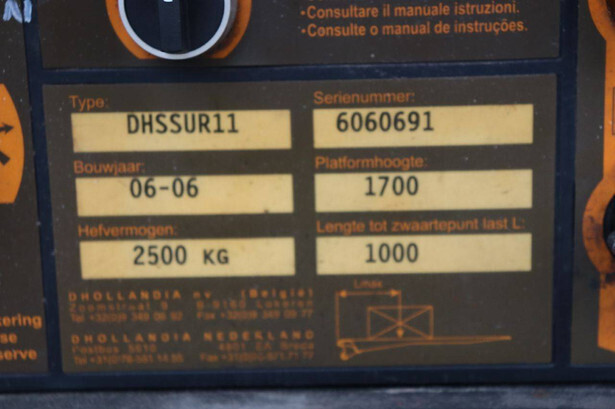 •Consultare il manuale istruzioni.
•Consulte o manual de instruções.
Type: Serienummer:
DHSSUR11 6060691
Bouwjaar: Platformhoogte:
06-06 1700
Hefvermogen: Lengte tot zwaartepunt last L:
2500 KG 1000
DHOLLANDIA nv. (België)
Lmax
DHOLLANDIA NEDERLAND